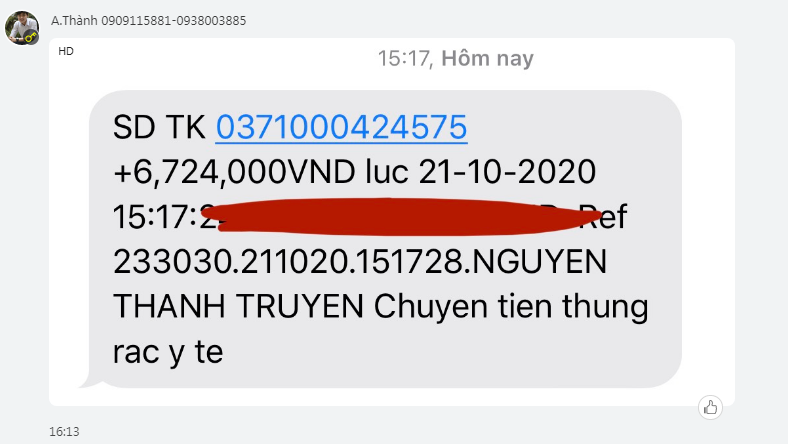 A.Thành 0909115881-0938003885
HD
15:17, Hôm nay
SD TK 0371000424575
+6,724,000VND luc 21-10-2020
15:17:2 Ref
233030.211020.151728.NGUYEN
THANH TRUYEN Chuyen tien thung
rac y te
16:13